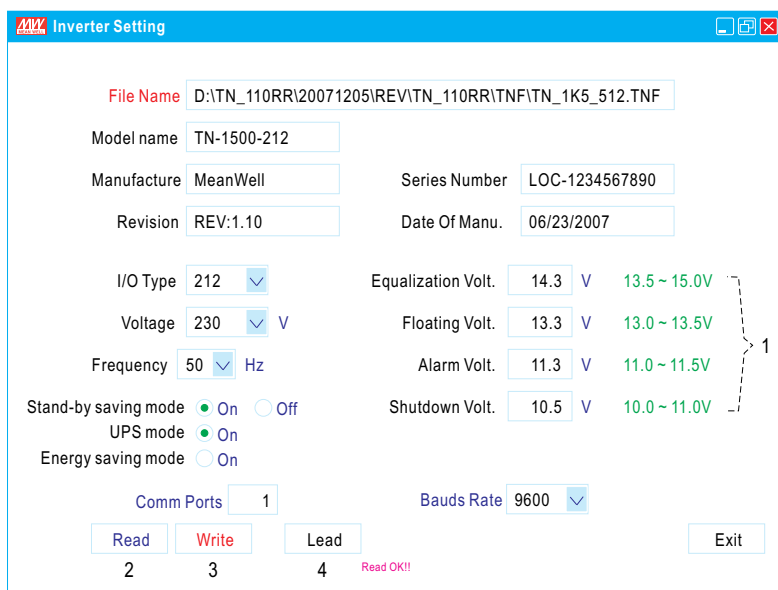 MW MEAN WELL Inverter Setting
File Name D:\TN_110RR\20071205\REV\TN_110RR\TNF\TN_1K5_512.TNF
Model name TN-1500-212
Manufacture MeanWell Series Number LOC-1234567890
Revision REV:1.10 Date Of Manu. 06/23/2007
I/O Type 212 Equalization Volt. 14.3 V 13.5 ~ 15.0V
Voltage 230 V Floating Volt. 13.3 V 13.0 ~ 13.5V
1
Frequency 50 Hz Alarm Volt. 11.3 V 11.0 ~ 11.5V
Stand-by saving mode On Off Shutdown Volt. 10.5 V 10.0 ~ 11.0V
UPS mode On
Energy saving mode On
Comm Ports 1 Bauds Rate 9600
Read Write Lead Exit
2 3 4 Read OK!!